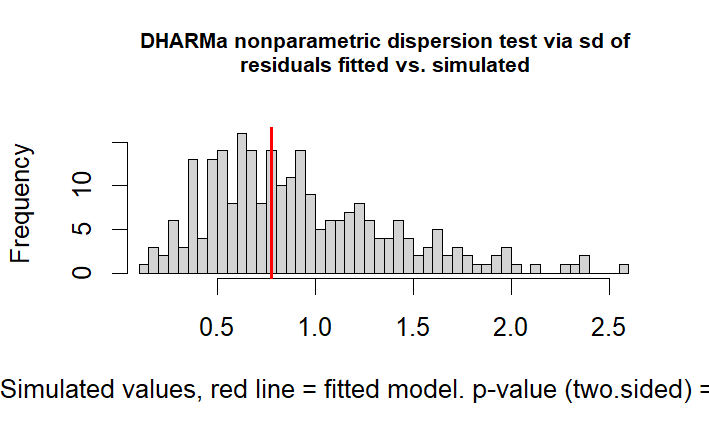 DHARMa nonparametric dispersion test via sd of
residuals fitted vs. simulated
Frequency
10
5
0
0.5 1.0 1.5 2.0 2.5
Simulated values, red line = fitted model. p-value (two.sided) =